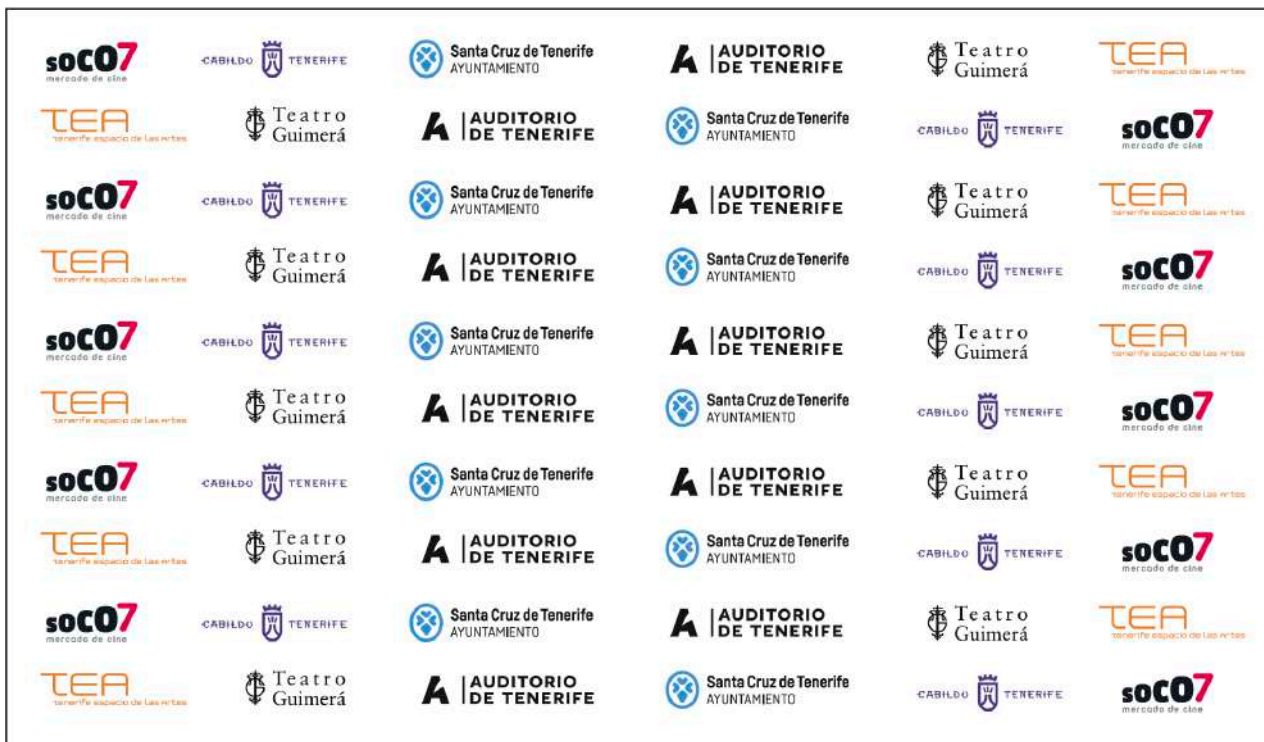 soco7 CABILDO TENERIFE Santa Cruz de Tenerife AUDITORIO Teatro TEA
mercado de cine AYUNTAMIENTO DE TENERIFE Guimerá tenerife espacio de las artes
TEA Teatro AUDITORIO Santa Cruz de Tenerife CABILDO TENERIFE soco7
tenerife espacio de las artes Guimerá DE TENERIFE AYUNTAMIENTO mercado de cine
soco7 CABILDO TENERIFE Santa Cruz de Tenerife AUDITORIO Teatro TEA
mercado de cine AYUNTAMIENTO DE TENERIFE Guimerá tenerife espacio de las artes
TEA Teatro AUDITORIO Santa Cruz de Tenerife CABILDO TENERIFE soco7
tenerife espacio de las artes Guimerá DE TENERIFE AYUNTAMIENTO mercado de cine
soco7 CABILDO TENERIFE Santa Cruz de Tenerife AUDITORIO Teatro TEA
mercado de cine AYUNTAMIENTO DE TENERIFE Guimerá tenerife espacio de las artes
TEA Teatro AUDITORIO Santa Cruz de Tenerife CABILDO TENERIFE soco7
tenerife espacio de las artes Guimerá DE TENERIFE AYUNTAMIENTO mercado de cine
soco7 CABILDO TENERIFE Santa Cruz de Tenerife AUDITORIO Teatro TEA
mercado de cine AYUNTAMIENTO DE TENERIFE Guimerá tenerife espacio de las artes
TEA Teatro AUDITORIO Santa Cruz de Tenerife CABILDO TENERIFE soco7
tenerife espacio de las artes Guimerá DE TENERIFE AYUNTAMIENTO mercado de cine
soco7 CABILDO TENERIFE Santa Cruz de Tenerife AUDITORIO Teatro TEA
mercado de cine AYUNTAMIENTO DE TENERIFE Guimerá tenerife espacio de las artes
TEA Teatro AUDITORIO Santa Cruz de Tenerife CABILDO TENERIFE soco7
tenerife espacio de las artes Guimerá DE TENERIFE AYUNTAMIENTO mercado de cine